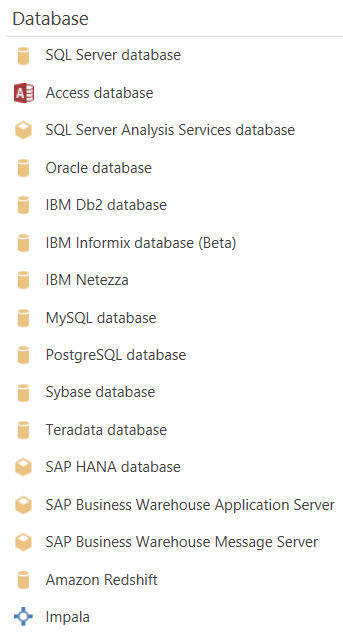 Database
SQL Server database
Access database
SQL Server Analysis Services database
Oracle database
IBM Db2 database
IBM Informix database (Beta)
IBM Netezza
MySQL database
PostgreSQL database
Sybase database
Teradata database
SAP HANA database
SAP Business Warehouse Application Server
SAP Business Warehouse Message Server
Amazon Redshift
Impala